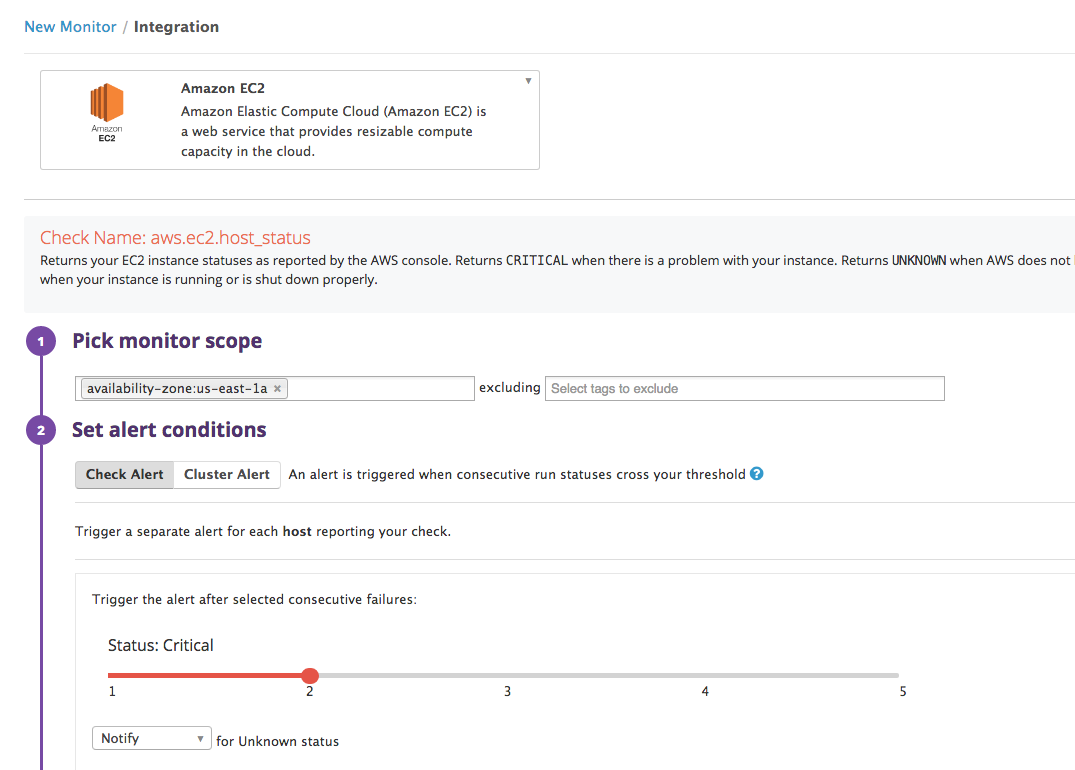 New Monitor / Integration
Amazon EC2
Amazon Elastic Compute Cloud (Amazon EC2) is
a web service that provides resizable compute
capacity in the cloud.
Amazon
EC2
Check Name: aws.ec2.host_status
Returns your EC2 instance statuses as reported by the AWS console. Returns CRITICAL when there is a problem with your instance. Returns UNKNOWN when AWS does not
when your instance is running or is shut down properly.
1 Pick monitor scope
availability-zone:us-east-1a × excluding Select tags to exclude
2 Set alert conditions
Check Alert Cluster Alert An alert is triggered when consecutive run statuses cross your threshold ?
Trigger a separate alert for each host reporting your check.
Trigger the alert after selected consecutive failures:
Status: Critical
1 2 3 4 5
Notify for Unknown status